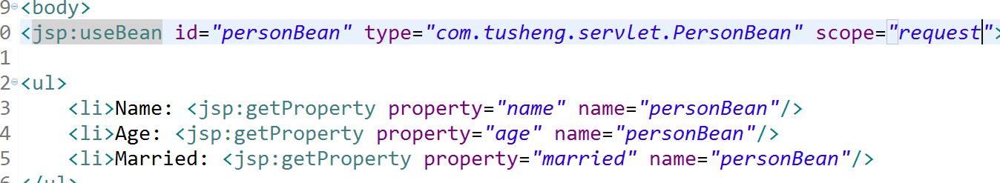 9 <body>
0 <jsp:useBean id="personBean" type="com.tusheng.servlet.PersonBean" scope="request">
1
2 <ul>
3 <li>Name: <jsp:getProperty property="name" name="personBean"/>
4 <li>Age: <jsp:getProperty property="age" name="personBean"/>
5 <li>Married: <jsp:getProperty property="married" name="personBean"/>
6 </ul>